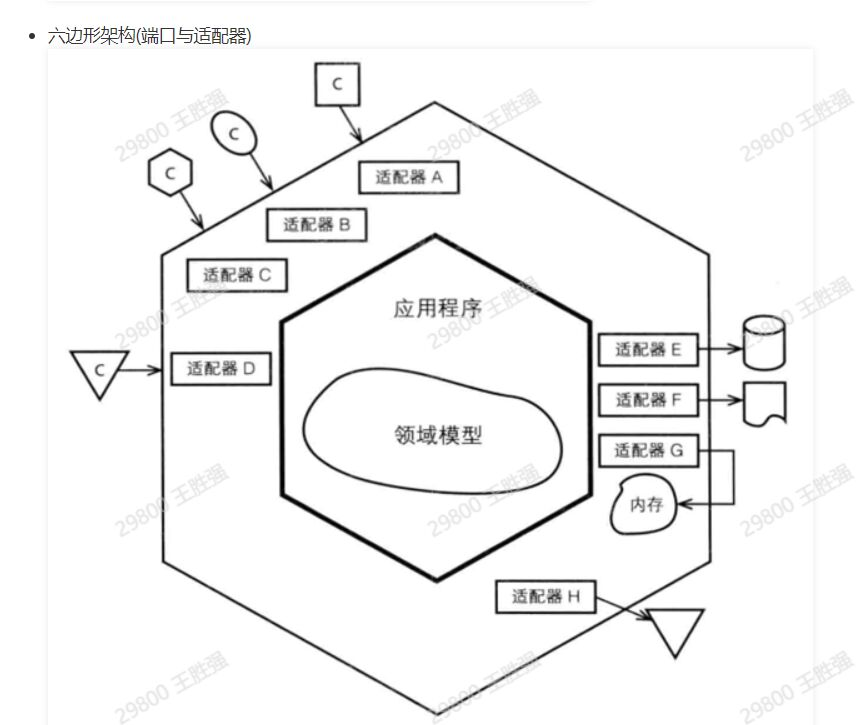 六边形架构(端口与适配器)
C
C
C
适配器 A
适配器 B
适配器 C
应用程序
适配器 E
适配器 D
C
适配器 F
领域模型
适配器 G
内存
适配器 H
29800 王胜强
29800 王胜强
29800 王胜强
29800 王胜强
29800 王胜强
29800 王胜强
29800 王胜强
29800 王胜强
29800 王胜强
29800 王胜强
29800 王胜强
29800 王胜强